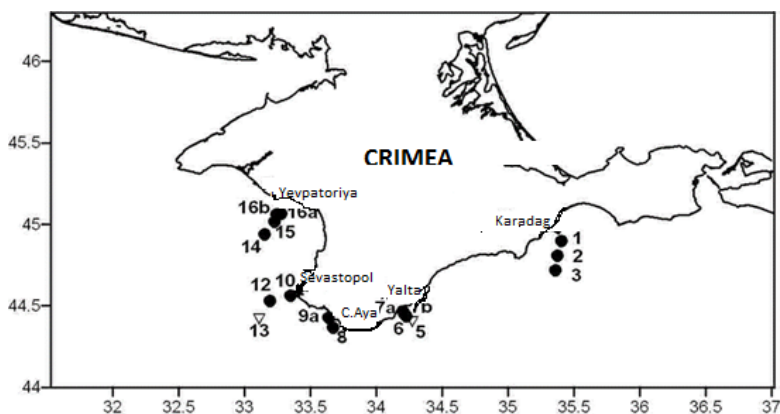 46
45.5
45
44.5
44
CRIMEA
Yevpatoriya
16b 16a
15
14
Karadag
1
2
3
Sevastopol
10
12
13
C.Aya
9a
8
Yalta
7a 7b
6 5
32 32.5 33 33.5 34 34.5 35 35.5 36 36.5 37